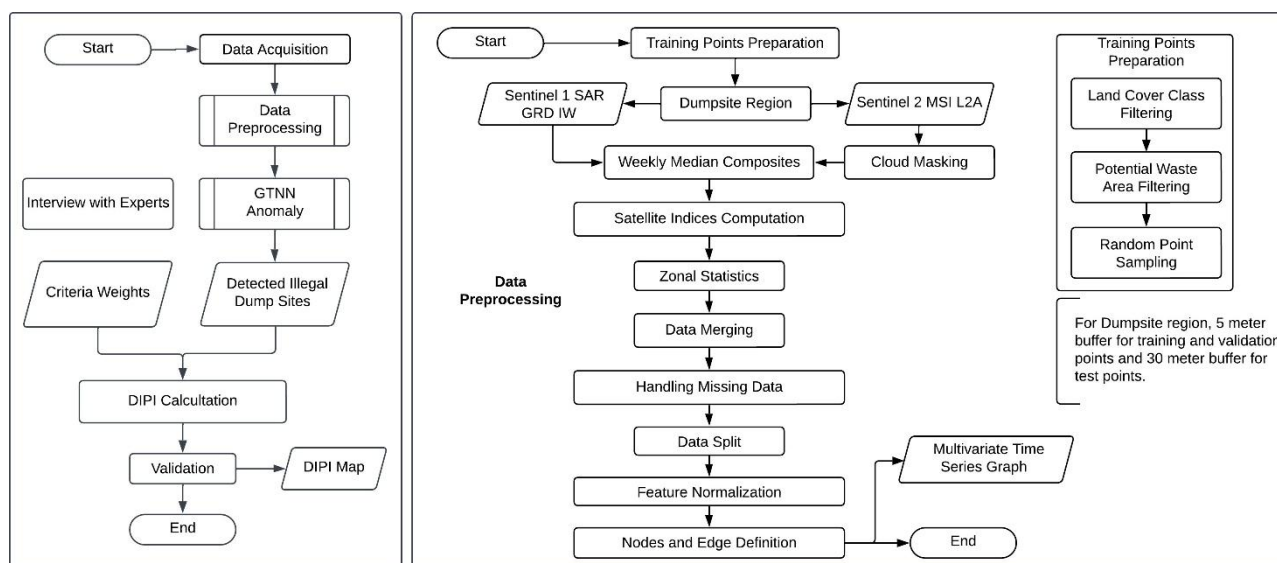 Start
Data Acquisition
Data
Preprocessing
Interview with Experts
GTNN
Anomaly
Criteria Weights
Detected Illegal
Dump Sites
DIPI Calcultation
Validation
DIPI Map
End
Start
Training Points Preparation
Sentinel 1 SAR
GRD IW
Dumpsite Region
Sentinel 2 MSI L2A
Weekly Median Composites
Cloud Masking
Satellite Indices Computation
Data
Preprocessing
Zonal Statistics
Data Merging
Handling Missing Data
Data Split
Feature Normalization
Nodes and Edge Definition
Multivariate Time
Series Graph
End
Training Points
Preparation
Land Cover Class
Filtering
Potential Waste
Area Filtering
Random Point
Sampling
For Dumpsite region, 5 meter
buffer for training and validation
points and 30 meter buffer for
test points.